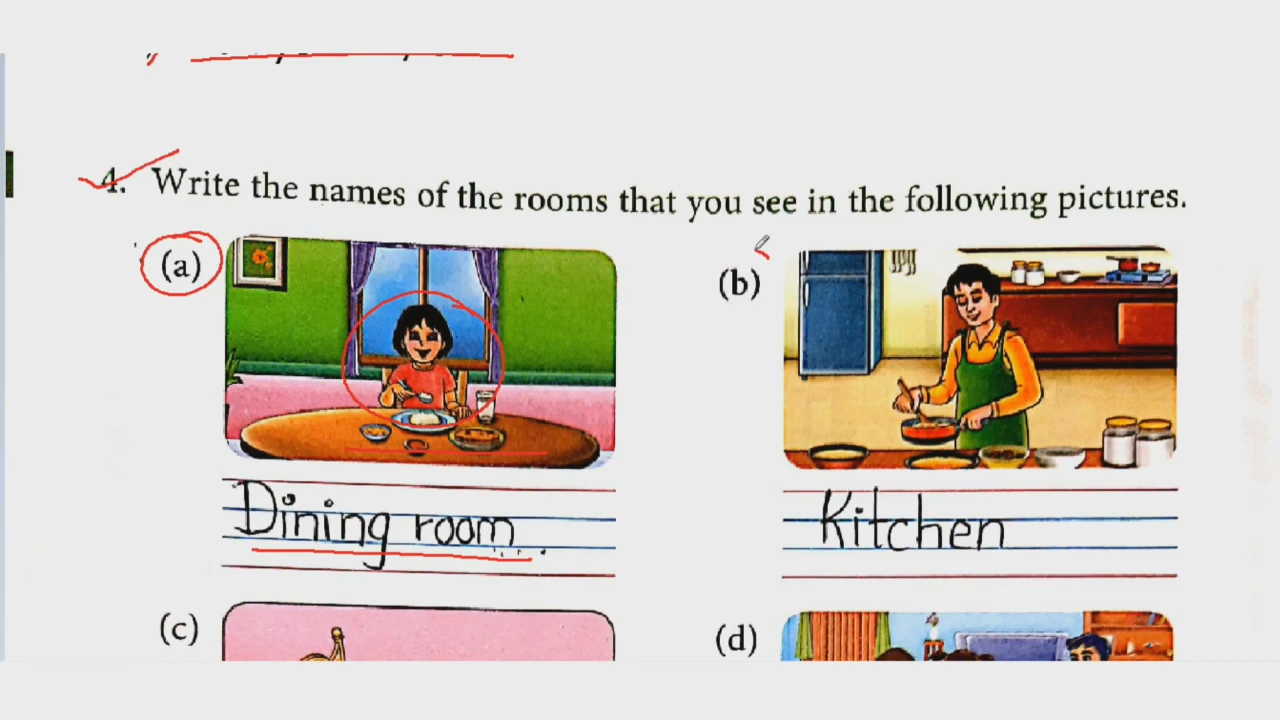 4. Write the names of the rooms that you see in the following pictures.
(a)
(b)
Dining room
Kitchen
(c)
(d)